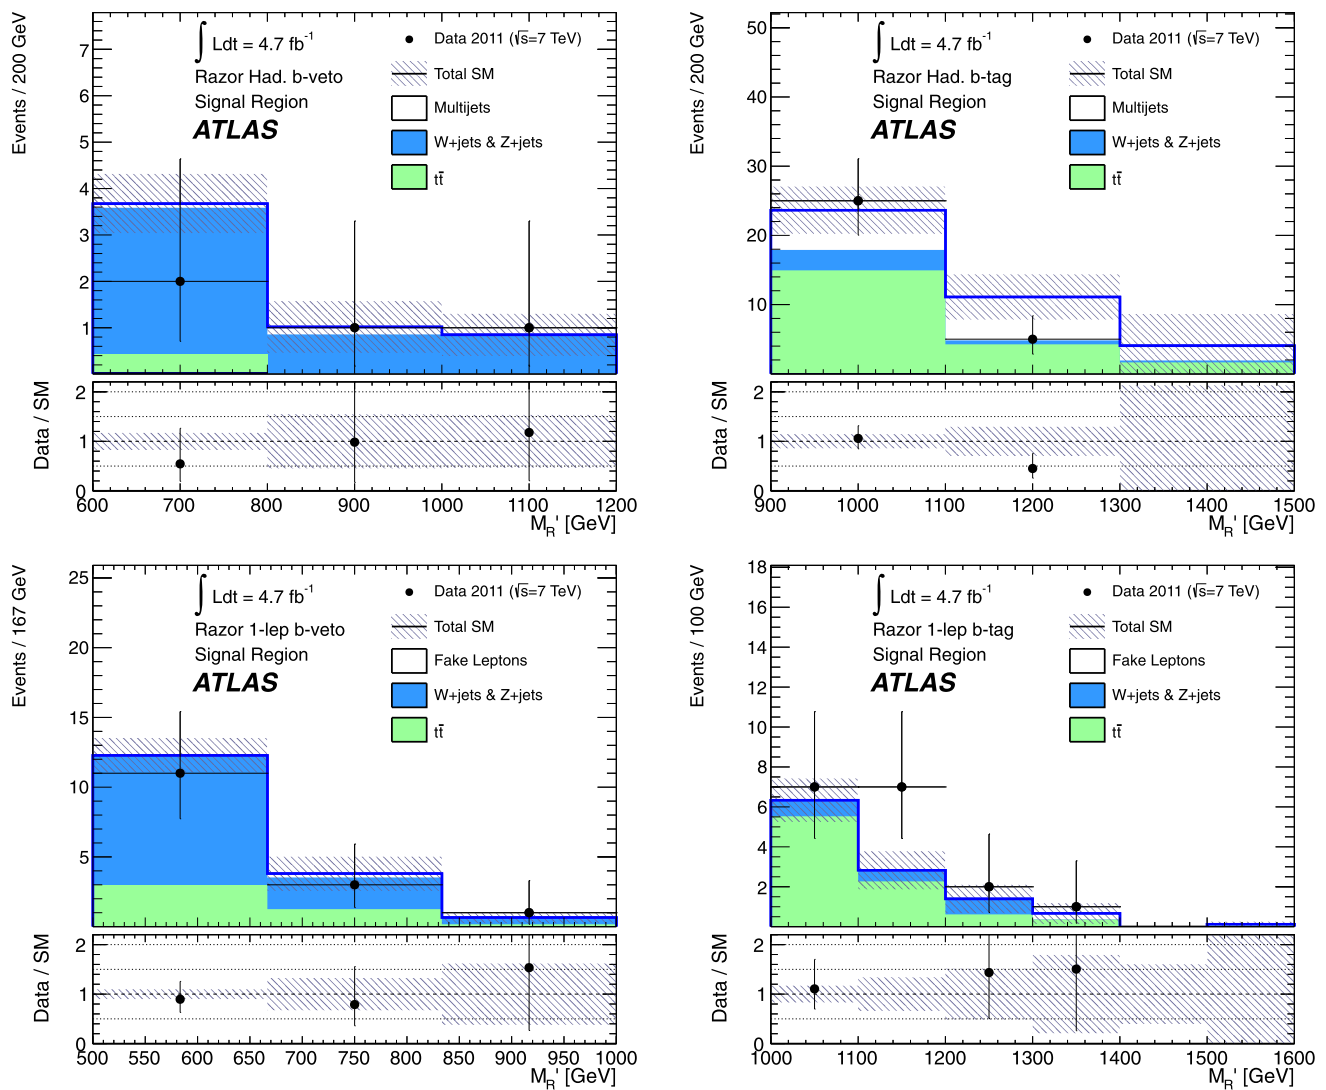 Events / 200 GeV
7
6
5
4
3
2
1
∫ Ldt = 4.7 fb⁻¹
Razor Had. b-veto
Signal Region
ATLAS
Data 2011 (√s=7 TeV)
Total SM
Multijets
W+jets & Z+jets
tt̄
Data / SM
2
1
0
600 700 800 900 1000 1100 1200
M_R' [GeV]
Events / 200 GeV
50
40
30
20
10
∫ Ldt = 4.7 fb⁻¹
Razor Had. b-tag
Signal Region
ATLAS
Data 2011 (√s=7 TeV)
Total SM
Multijets
W+jets & Z+jets
tt̄
Data / SM
2
1
0
900 1000 1100 1200 1300 1400 1500
M_R' [GeV]
Events / 167 GeV
25
20
15
10
5
∫ Ldt = 4.7 fb⁻¹
Razor 1-lep b-veto
Signal Region
ATLAS
Data 2011 (√s=7 TeV)
Total SM
Fake Leptons
W+jets & Z+jets
tt̄
Data / SM
2
1
0
500 550 600 650 700 750 800 850 900 950 1000
M_R' [GeV]
Events / 100 GeV
18
16
14
12
10
8
6
4
2
∫ Ldt = 4.7 fb⁻¹
Razor 1-lep b-tag
Signal Region
ATLAS
Data 2011 (√s=7 TeV)
Total SM
Fake Leptons
W+jets & Z+jets
tt̄
Data / SM
2
1
0
1000 1100 1200 1300 1400 1500 1600
M_R' [GeV]